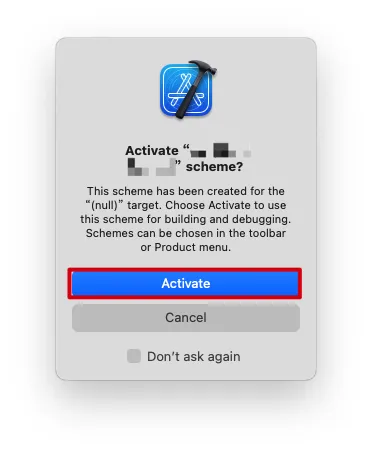 Activate “
” scheme?
This scheme has been created for the
“(null)” target. Choose Activate to use
this scheme for building and debugging.
Schemes can be chosen in the toolbar
or Product menu.
Activate
Cancel
Don't ask again